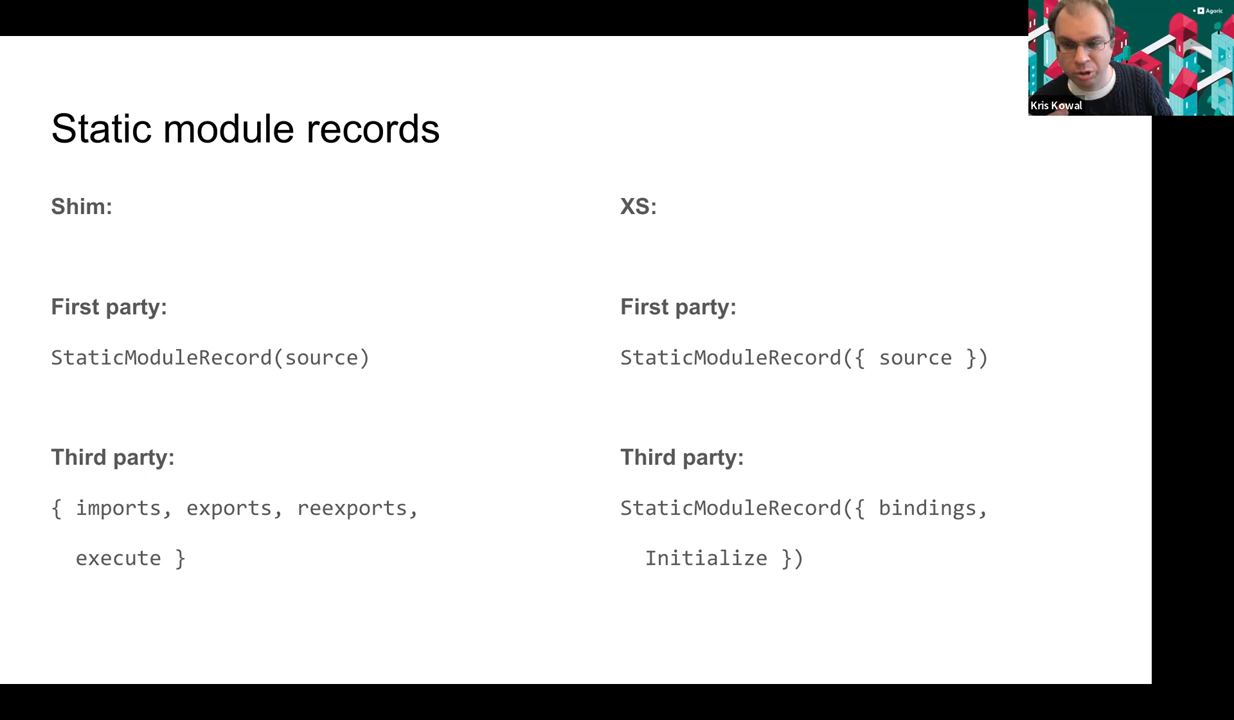 Agoric
Kris Kowal
Static module records
Shim:
First party:
StaticModuleRecord(source)
Third party:
{ imports, exports, reexports,
execute }
XS:
First party:
StaticModuleRecord({ source })
Third party:
StaticModuleRecord({ bindings,
Initialize })